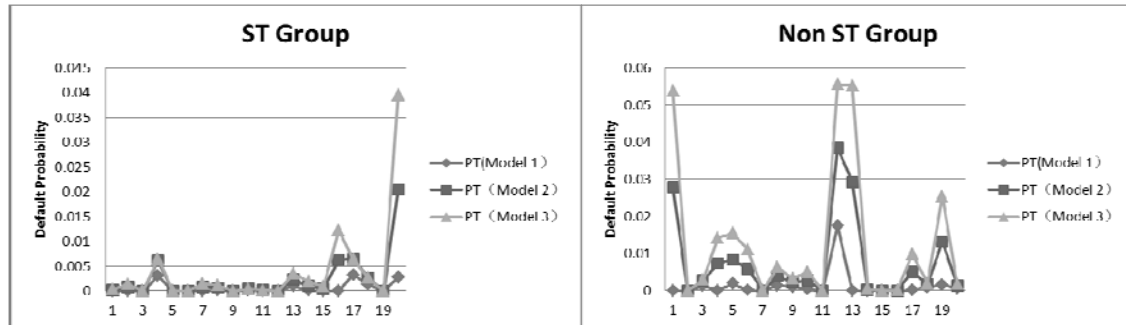 ST Group
Default Probability
0.045
0.04
0.035
0.03
0.025
0.02
0.015
0.01
0.005
0
1 3 5 7 9 11 13 15 17 19
PT(Model 1）
PT（Model 2）
PT（Model 3）
Non ST Group
Default Probability
0.06
0.05
0.04
0.03
0.02
0.01
0
1 3 5 7 9 11 13 15 17 19
PT(Model 1）
PT（Model 2）
PT（Model 3）